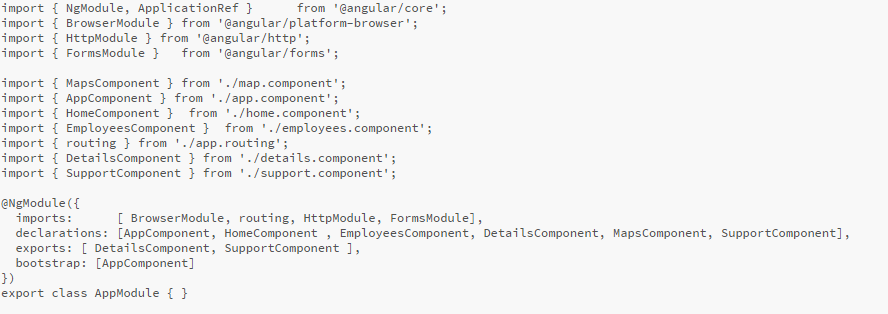 import { NgModule, ApplicationRef }      from '@angular/core';
import { BrowserModule } from '@angular/platform-browser';
import { HttpModule } from '@angular/http';
import { FormsModule }   from '@angular/forms';

import { MapsComponent } from './map.component';
import { AppComponent } from './app.component';
import { HomeComponent }  from './home.component';
import { EmployeesComponent }  from './employees.component';
import { routing } from './app.routing';
import { DetailsComponent } from './details.component';
import { SupportComponent } from './support.component';

@NgModule({
  imports:      [ BrowserModule, routing, HttpModule, FormsModule],
  declarations: [AppComponent, HomeComponent , EmployeesComponent, DetailsComponent, MapsComponent, SupportComponent],
  exports: [ DetailsComponent, SupportComponent ],
  bootstrap: [AppComponent]
})
export class AppModule { }